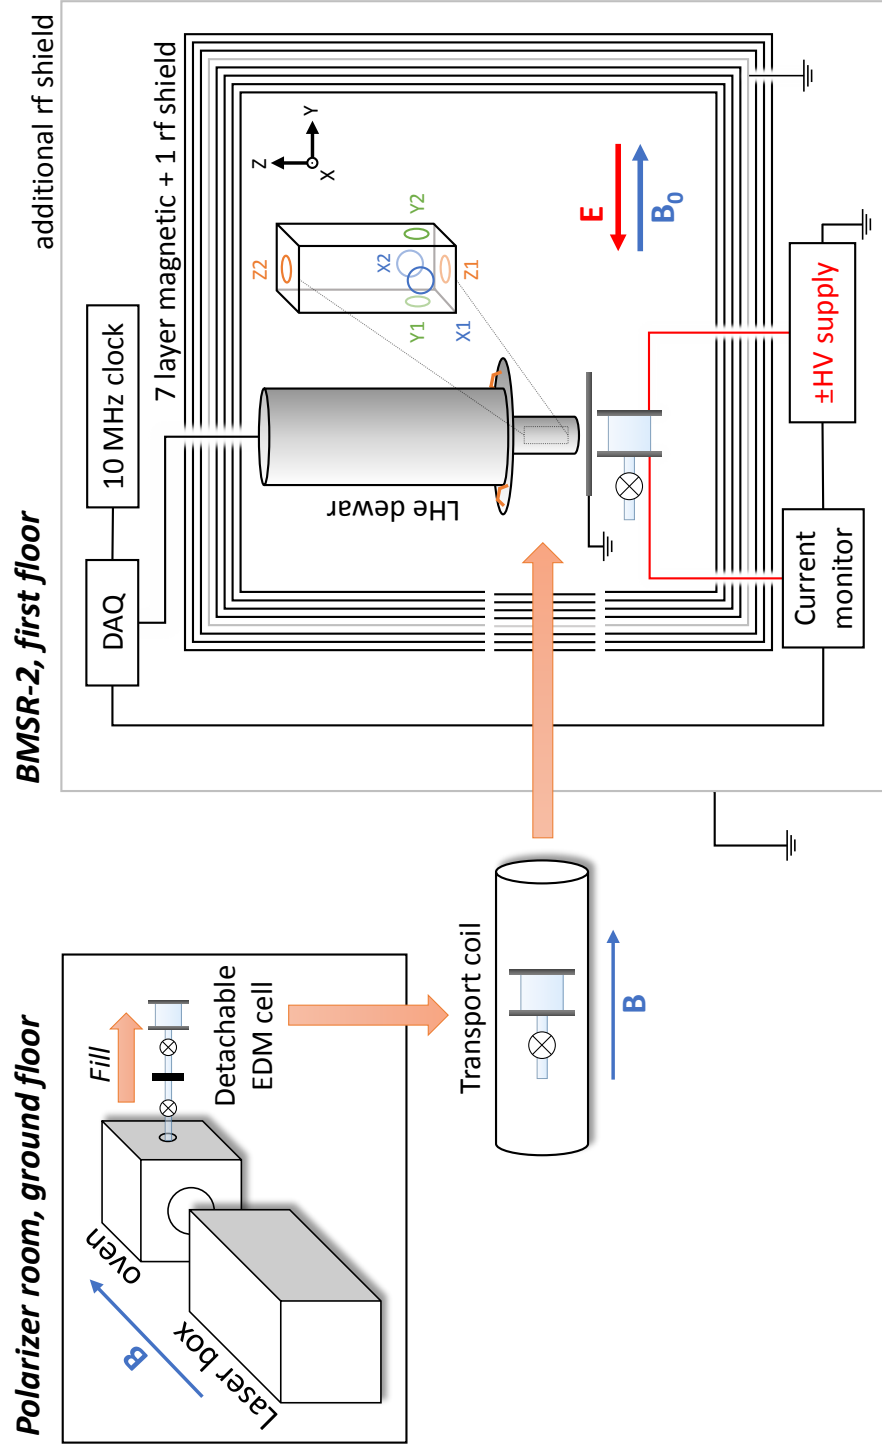 Polarizer room, ground floor
B
oven
Laser box
Fill
Detachable
EDM cell
Transport coil
B
BMSR-2, first floor
additional rf shield
DAQ
10 MHz clock
7 layer magnetic + 1 rf shield
LHe dewar
Z
Y
X
Z2
Y2
X2
Y1
X1
Z1
E
B0
Current
monitor
±HV supply